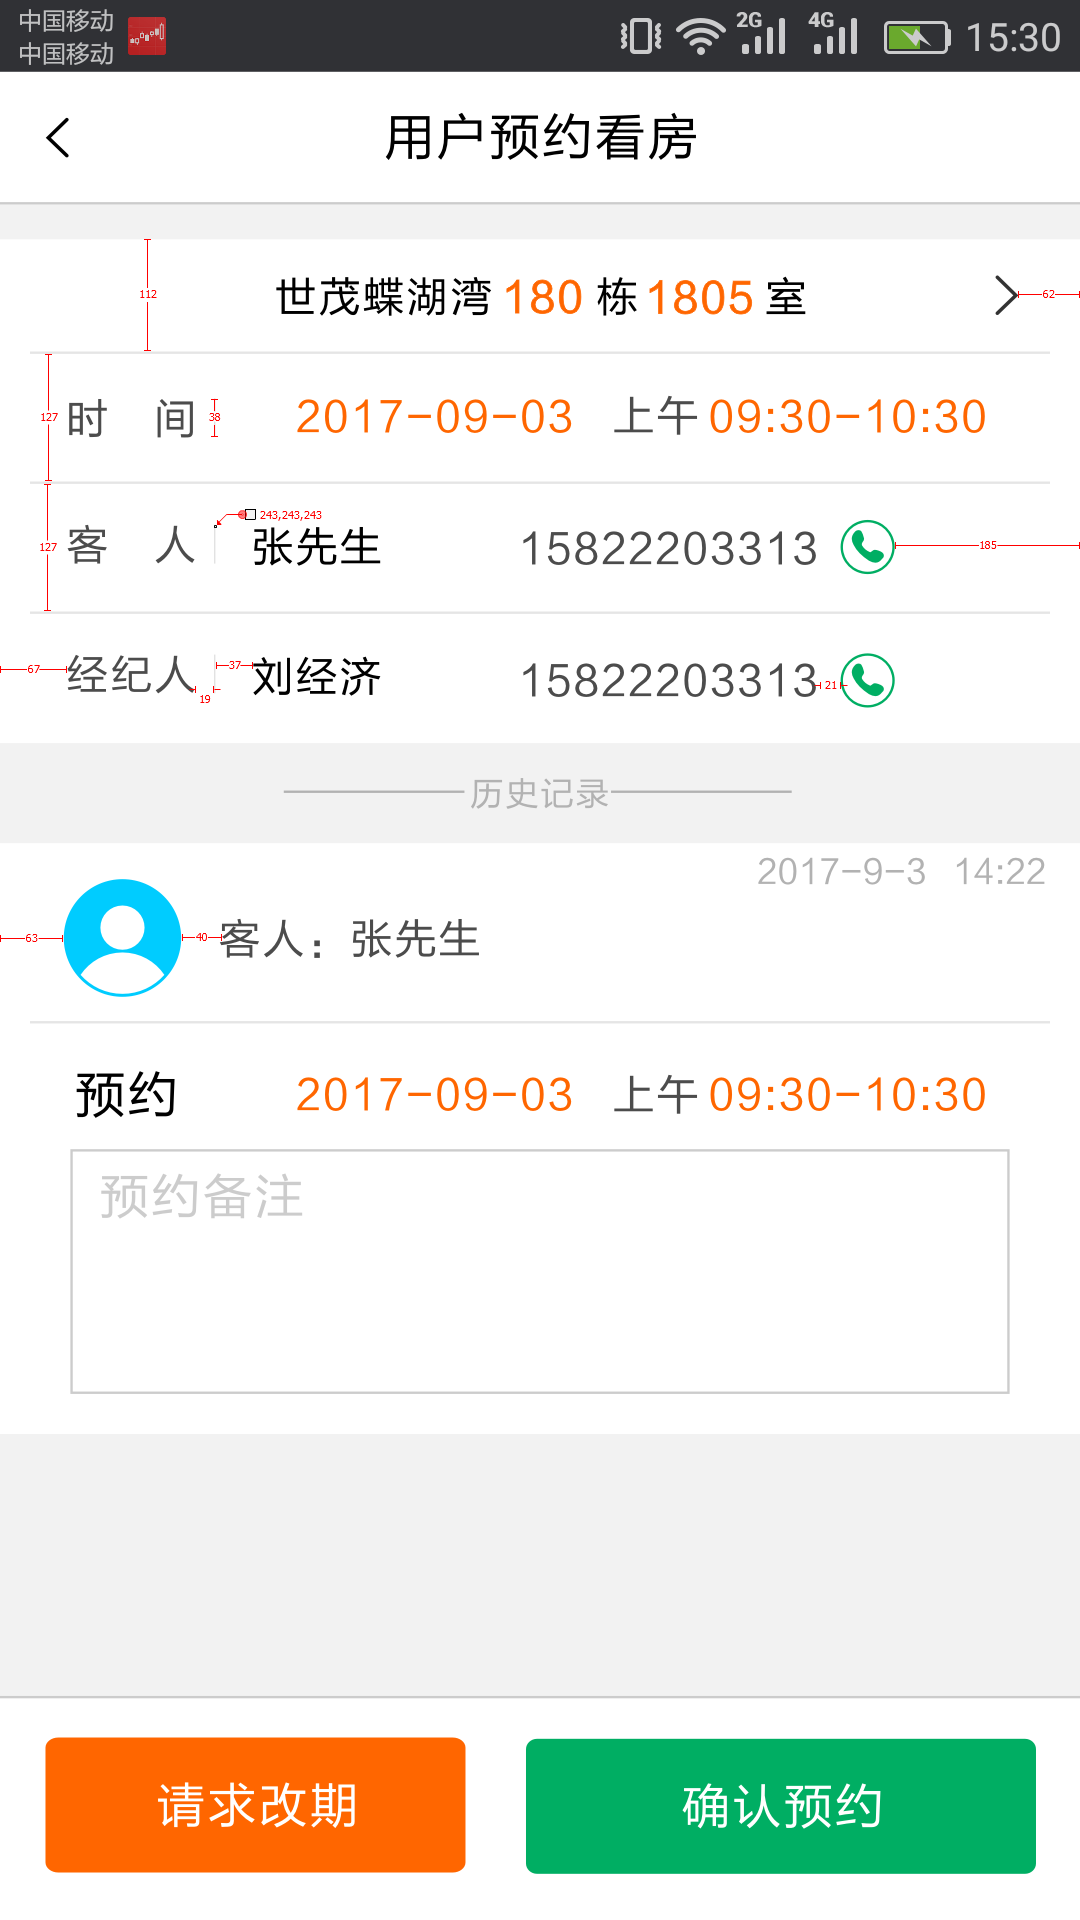 中国移动
中国移动
2G 4G 15:30
用户预约看房
112
世茂蝶湖湾 180 栋 1805 室
62
127 时 间 38 2017-09-03 上午 09:30-10:30
243,243,243
127 客 人 张先生 15822203313 185
67 经纪人 19 37 刘经济 15822203313 21
历史记录
2017-9-3 14:22
63 40 客人：张先生
预约 2017-09-03 上午 09:30-10:30
预约备注
请求改期 确认预约